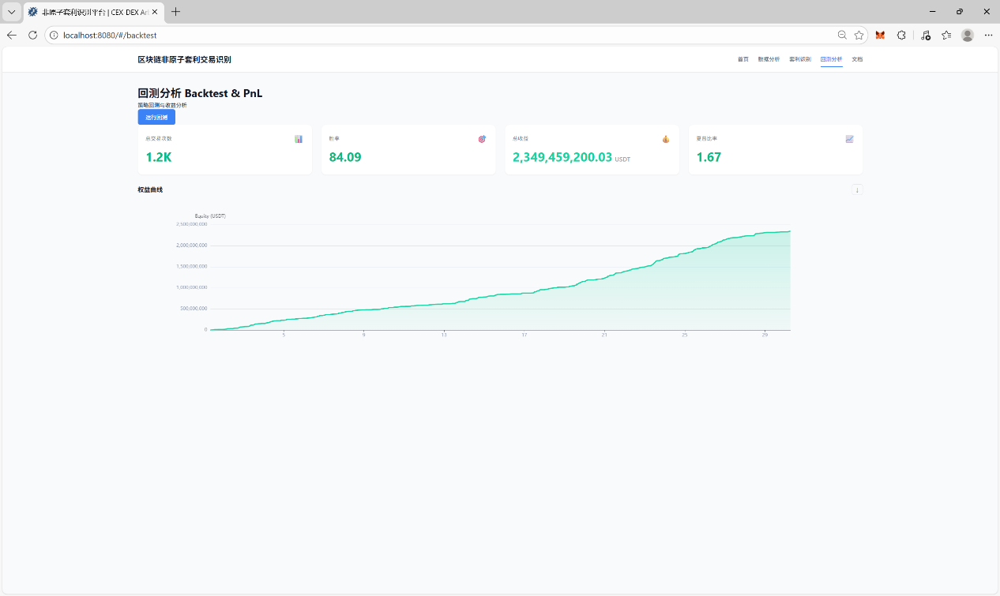 非原子套利识别平台 | CEX-DEX Ar
localhost:8080/#/backtest
区块链非原子套利交易识别
首页 数据分析 套利识别 回测分析 文档
回测分析 Backtest & PnL
策略回测与收益分析
运行回测
总交易次数 胜率 总收益 夏普比率
1.2K 84.09 2,349,459,200.03 USDT 1.67
权益曲线 ↓
Equity (USDT)
2,500,000,000
2,000,000,000
1,500,000,000
1,000,000,000
500,000,000
0
5 9 13 17 21 25 29